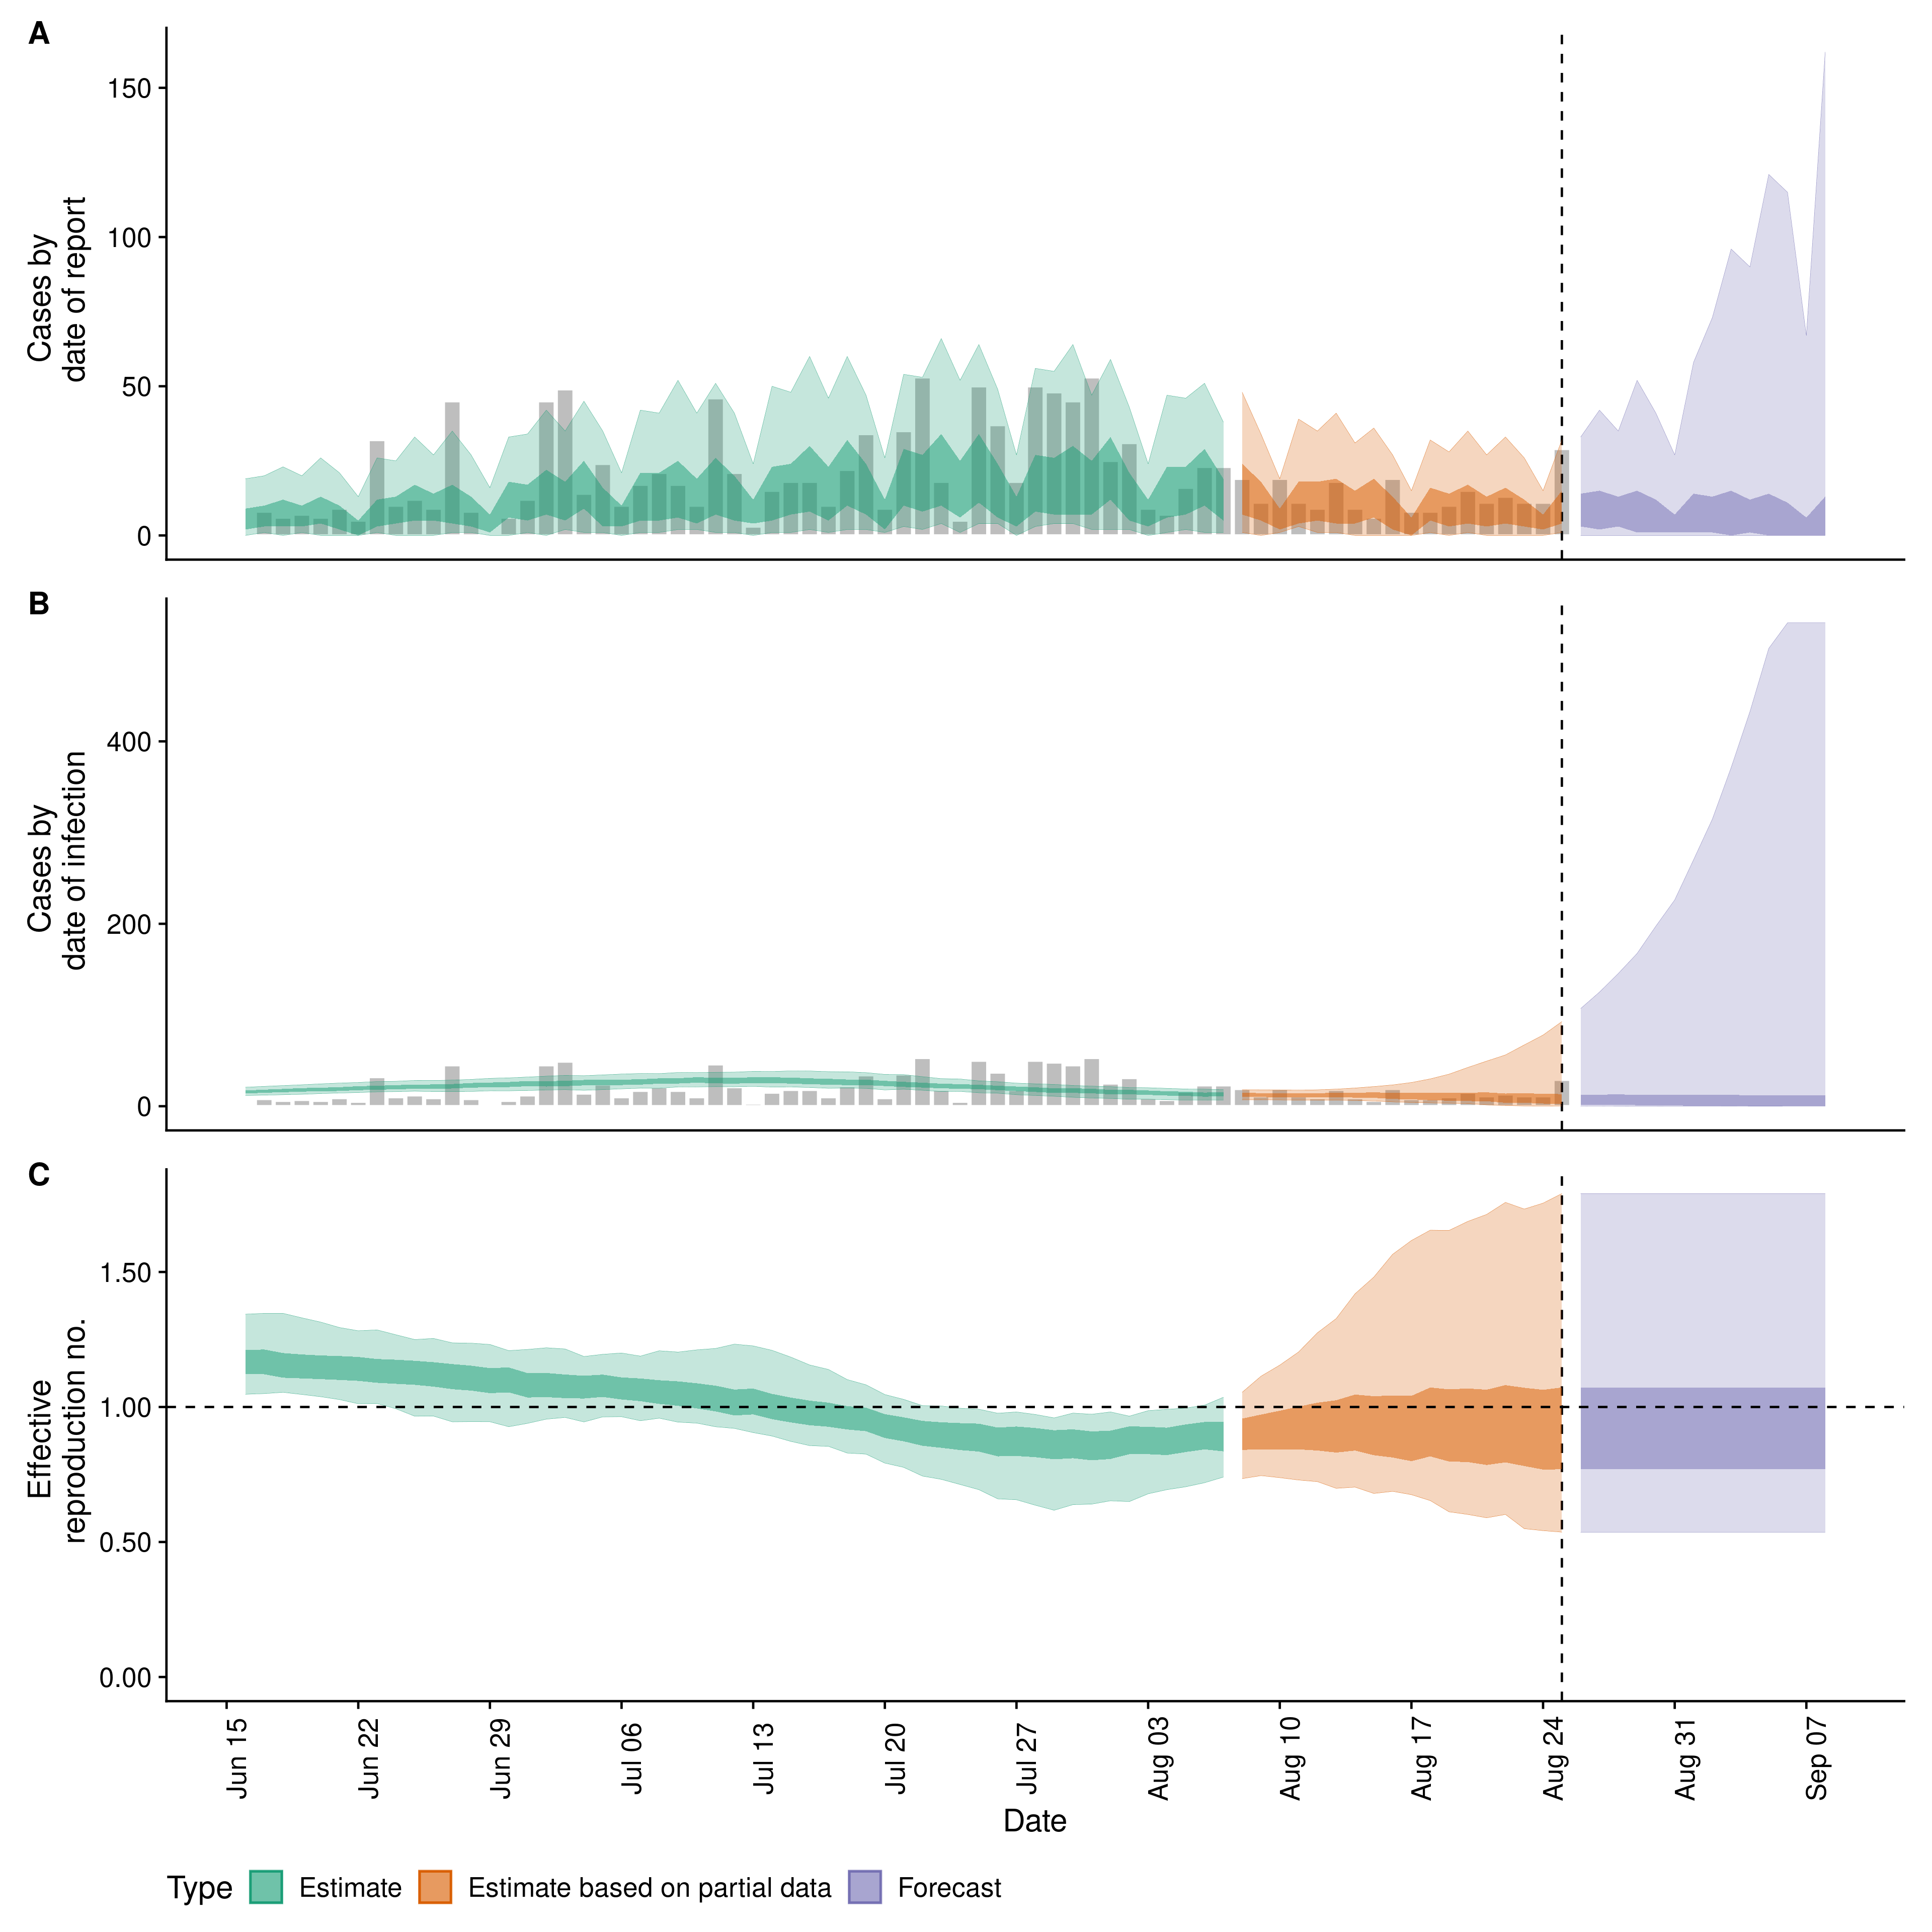 A
Cases by
date of report
150
100
50
0
B
Cases by
date of infection
400
200
0
C
Effective
reproduction no.
1.50
1.00
0.50
0.00
Jun 15
Jun 22
Jun 29
Jul 06
Jul 13
Jul 20
Jul 27
Aug 03
Aug 10
Aug 17
Aug 24
Aug 31
Sep 07
Date
Type Estimate Estimate based on partial data Forecast